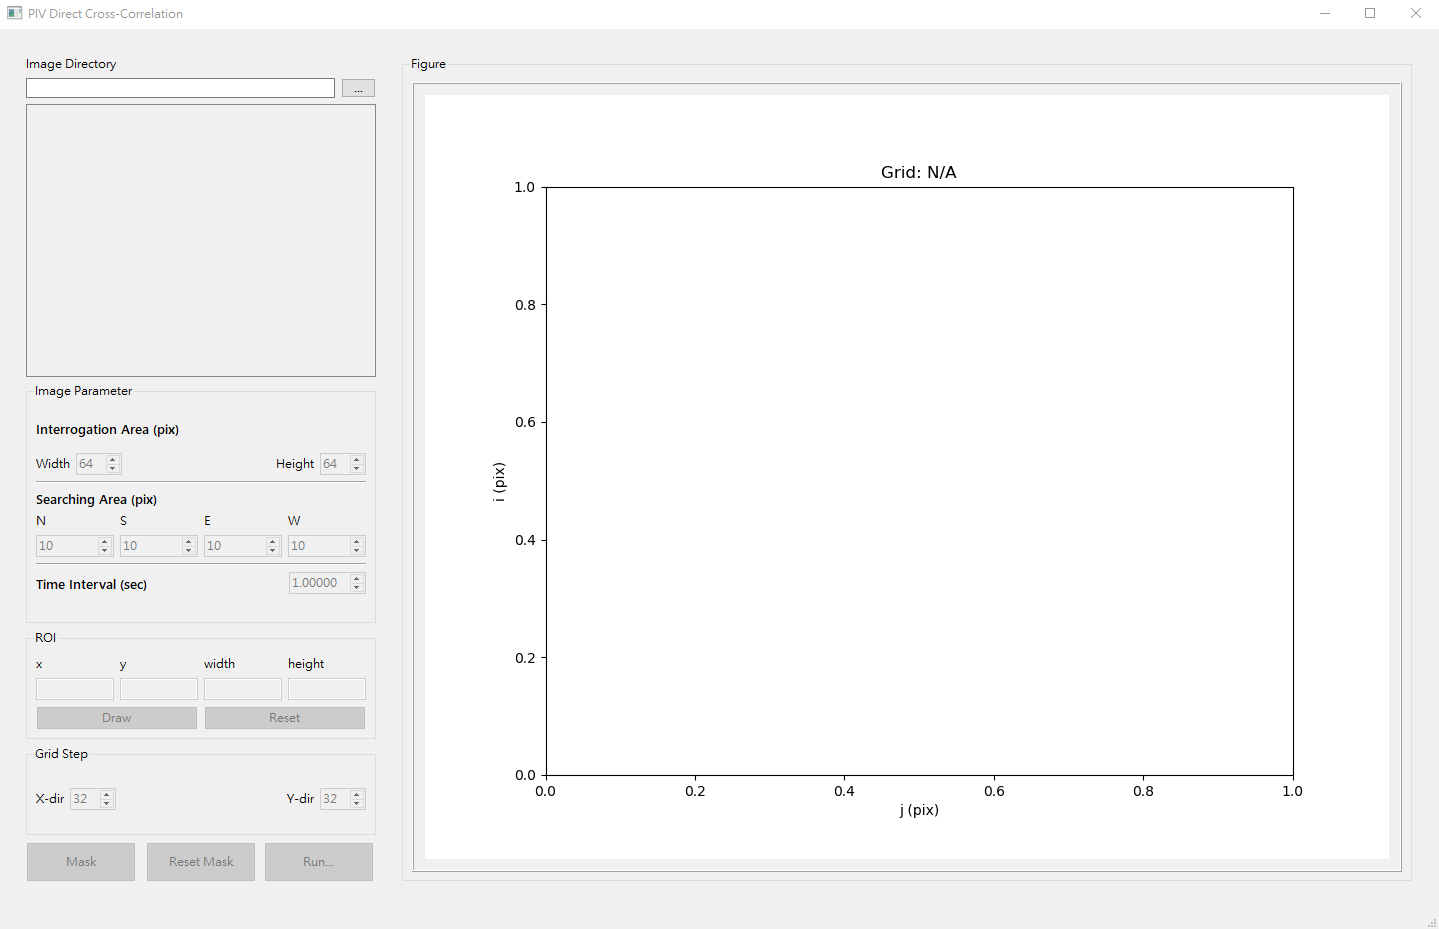 PIV Direct Cross-Correlation
Image Directory
...
Image Parameter
Interrogation Area (pix)
Width 64 Height 64
Searching Area (pix)
N S E W
10 10 10 10
Time Interval (sec) 1.00000
ROI
x y width height
Draw Reset
Grid Step
X-dir 32 Y-dir 32
Mask Reset Mask Run...
Figure
Grid: N/A
1.0
0.8
0.6
i (pix)
0.4
0.2
0.0
0.0 0.2 0.4 0.6 0.8 1.0
j (pix)